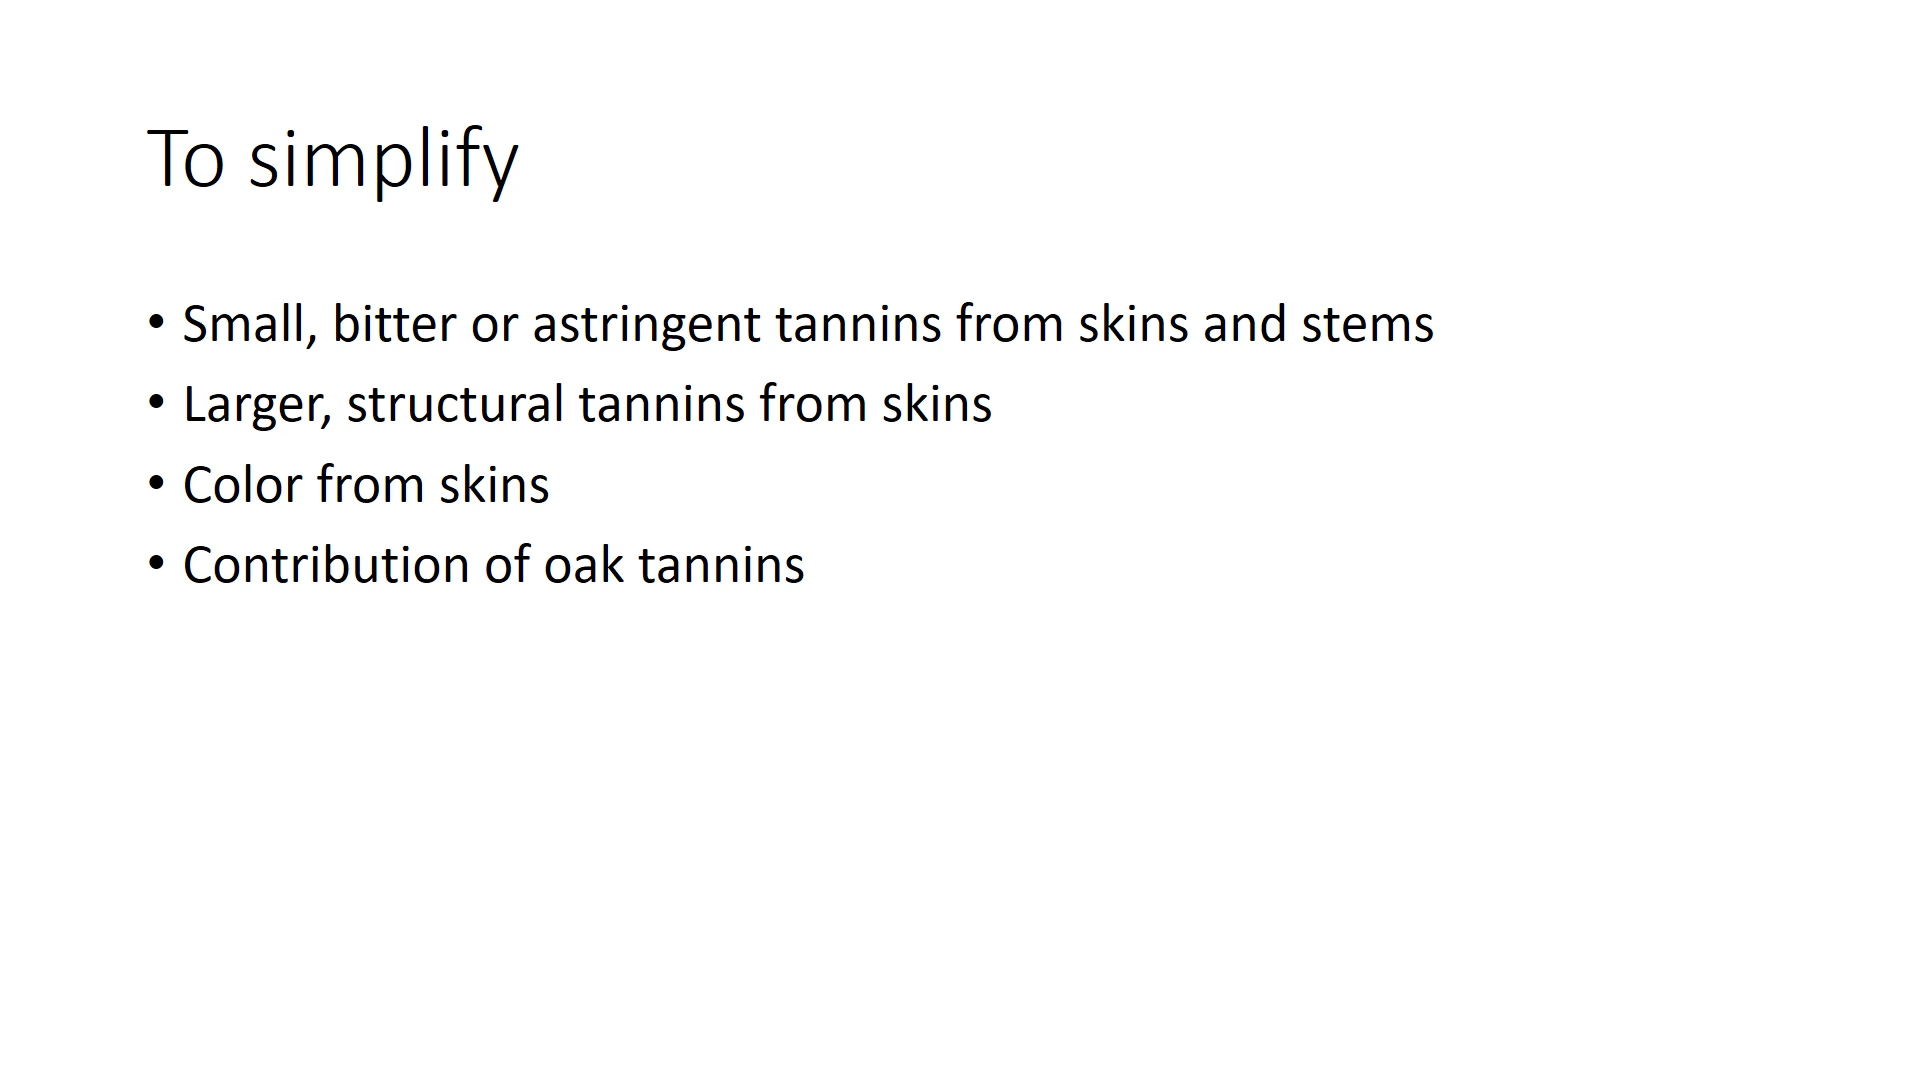 To simplify
• Small, bitter or astringent tannins from skins and stems
• Larger, structural tannins from skins
• Color from skins
• Contribution of oak tannins